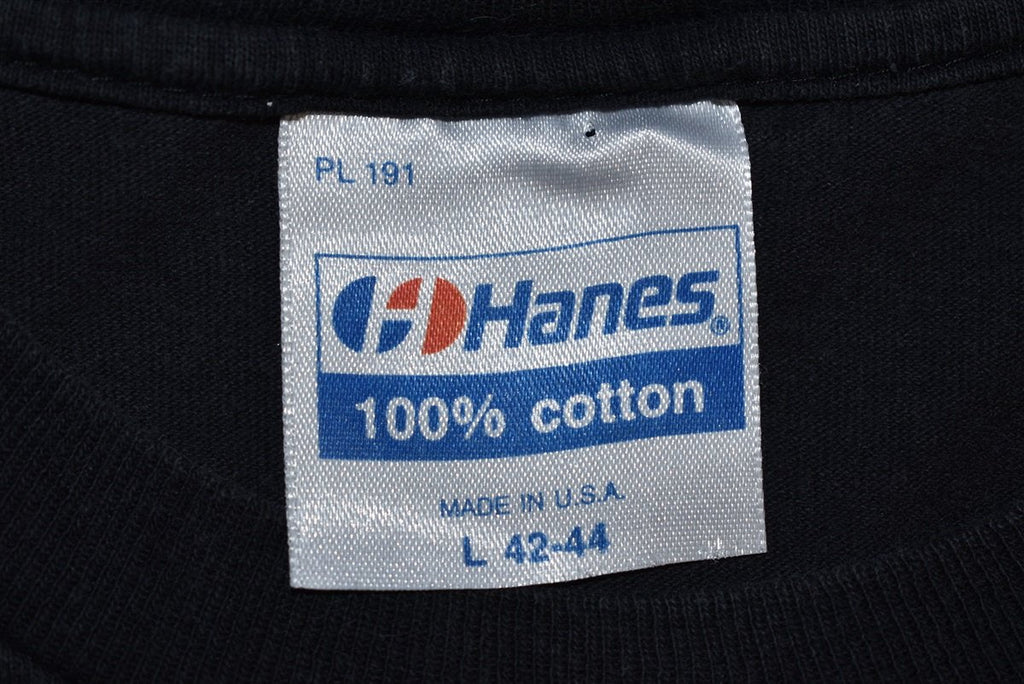 PL 191
Hanes®
100% cotton
MADE IN U.S.A.
L 42-44